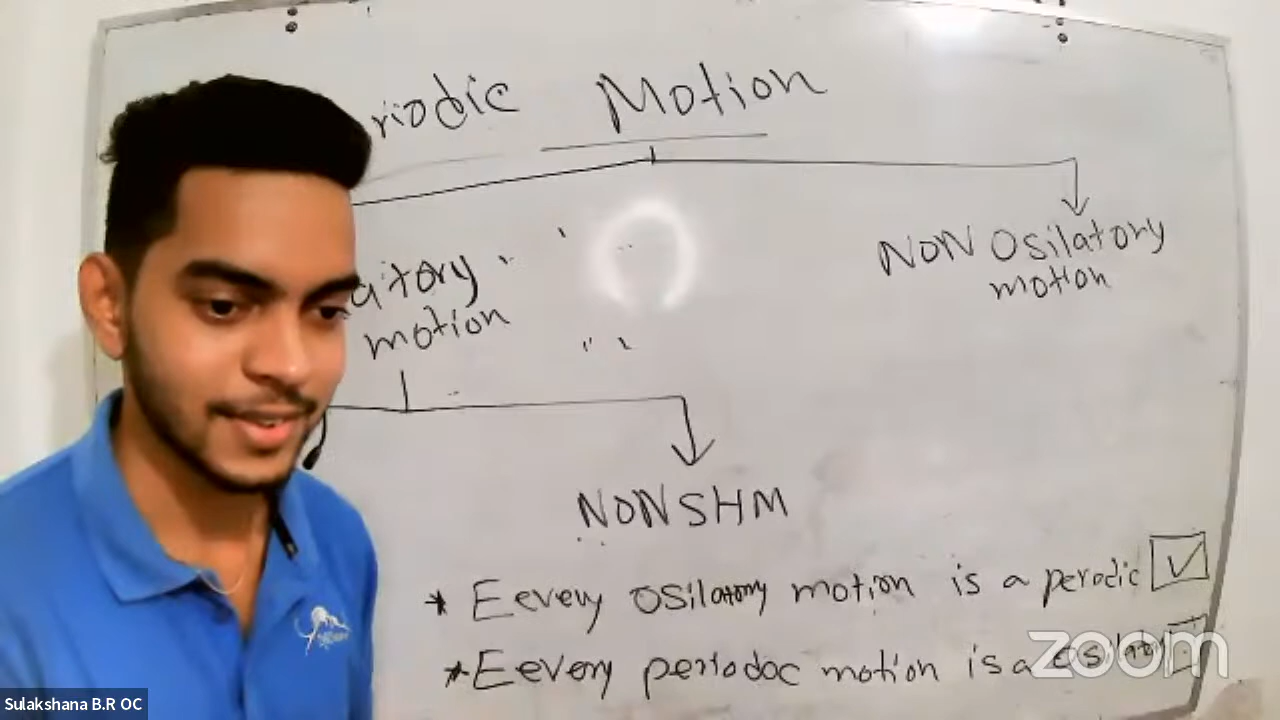 riodic Motion
NON Osilatory
motion
atory
motion
NON SHM
* Eevery osilatory motion is a perodic ✓
* Eevery periodoc motion is a osilatory
zoom
Sulakshana B.R OC